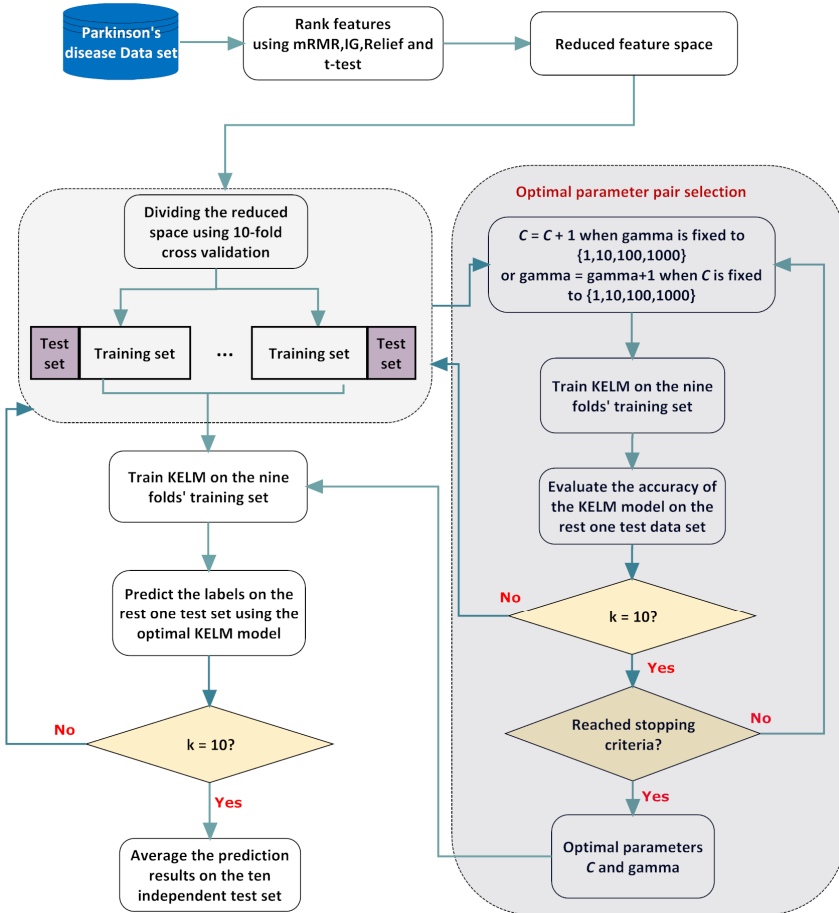 Parkinson's
disease Data set
Rank features
using mRMR,IG,Relief and
t-test
Reduced feature space
Dividing the reduced
space using 10-fold
cross validation
Test
set
Training set
...
Training set
Test
set
Train KELM on the nine
folds' training set
Predict the labels on the
rest one test set using the
optimal KELM model
No
k = 10?
Yes
Average the prediction
results on the ten
independent test set
Optimal parameter pair selection
C = C + 1 when gamma is fixed to
{1,10,100,1000}
or gamma = gamma+1 when C is fixed
to {1,10,100,1000}
Train KELM on the nine
folds' training set
Evaluate the accuracy of
the KELM model on the
rest one test data set
No
k = 10?
Yes
Reached stopping
criteria?
No
Yes
Optimal parameters
C and gamma